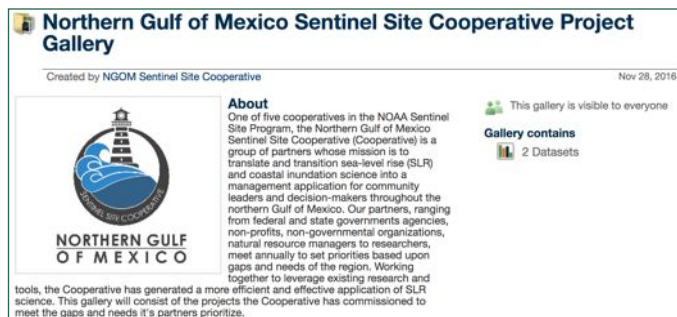 Northern Gulf of Mexico Sentinel Site Cooperative Project
Gallery
Created by NGOM Sentinel Site Cooperative
Nov 28, 2016
SENTINEL SITE COOPERATIVE
NORTHERN GULF
OF MEXICO
About
One of five cooperatives in the NOAA Sentinel
Site Program, the Northern Gulf of Mexico
Sentinel Site Cooperative (Cooperative) is a
group of partners whose mission is to
translate and transition sea-level rise (SLR)
and coastal inundation science into a
management application for community
leaders and decision-makers throughout the
northern Gulf of Mexico. Our partners, ranging
from federal and state governments agencies,
non-profits, non-governmental organizations,
natural resource managers to researchers,
meet annually to set priorities based upon
gaps and needs of the region. Working
together to leverage existing research and
tools, the Cooperative has generated a more efficient and effective application of SLR
science. This gallery will consist of the projects the Cooperative has commissioned to
meet the gaps and needs it's partners prioritize.
This gallery is visible to everyone
Gallery contains
2 Datasets